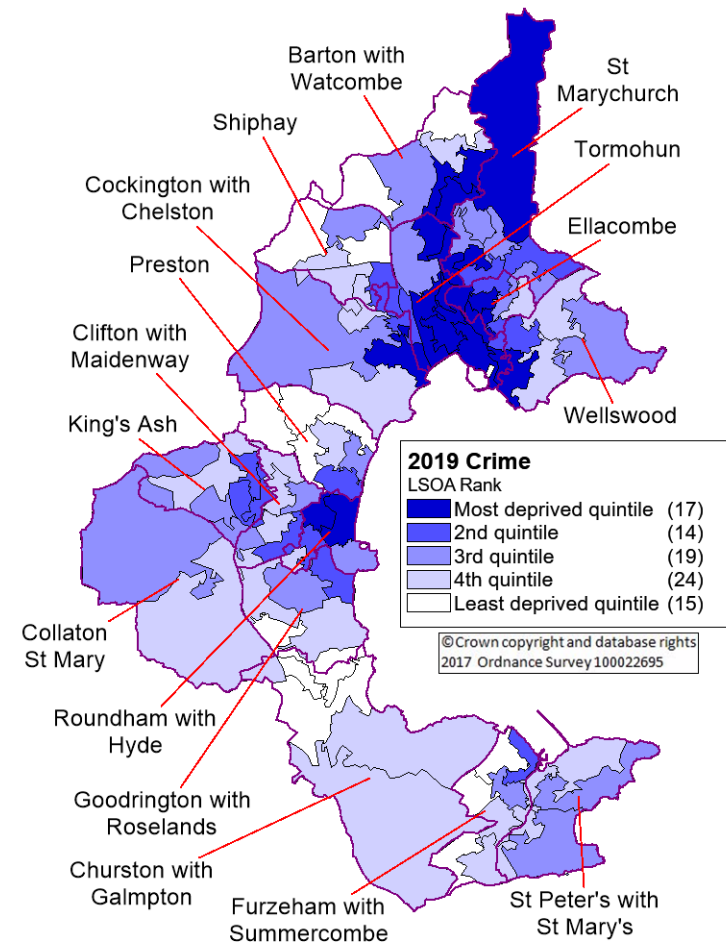 Barton with
Watcombe
St
Marychurch
Shiphay
Tormohun
Cockington with
Chelston
Ellacombe
Preston
Clifton with
Maidenway
King's Ash
Wellswood
2019 Crime
LSOA Rank
Most deprived quintile (17)
2nd quintile (14)
3rd quintile (19)
4th quintile (24)
Least deprived quintile (15)
©Crown copyright and database rights
2017 Ordnance Survey 100022695
Collaton
St Mary
Roundham with
Hyde
Goodrington with
Roselands
Churston with
Galmpton
Furzeham with
Summercombe
St Peter's with
St Mary's